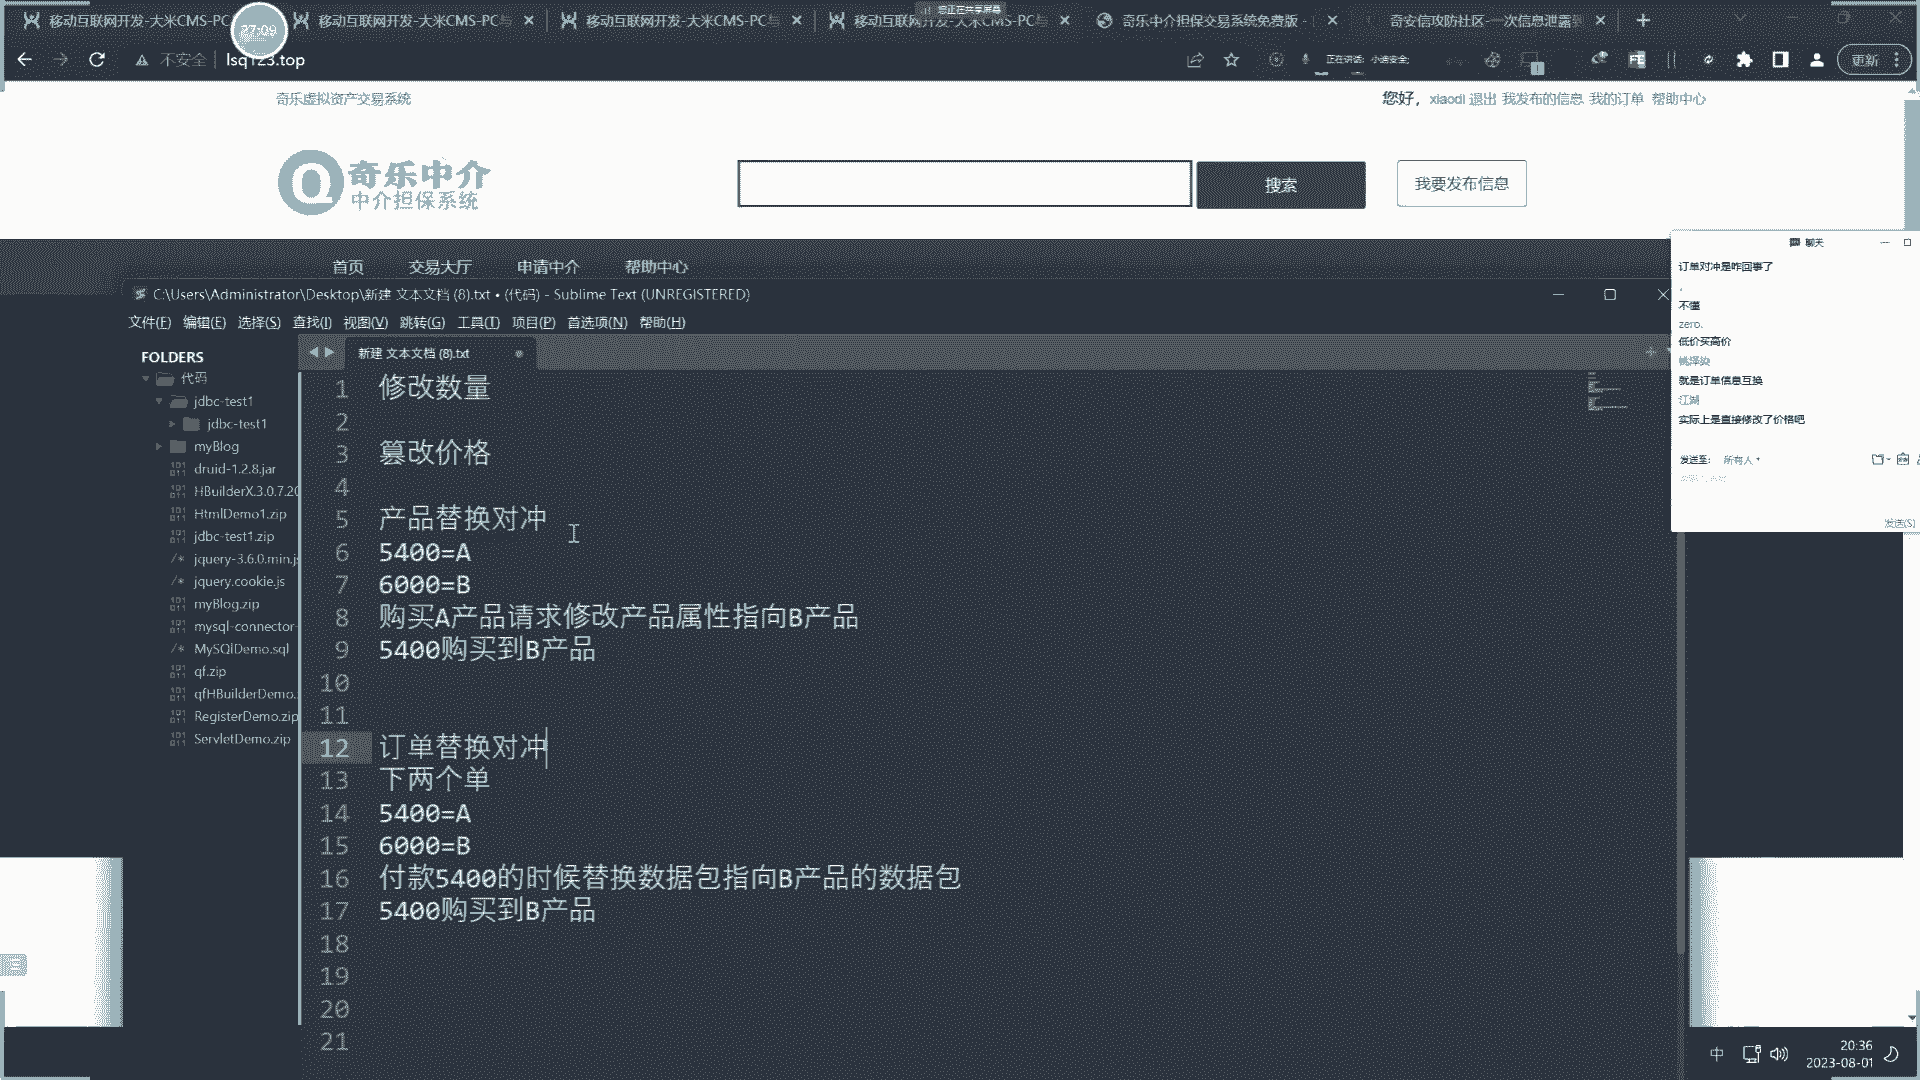 移动互联网开发-大米CMS-PC
移动互联网开发-大米CMS-PC与
移动互联网开发-大米CMS-PC与
移动互联网开发-大米CMS-PC与
奇乐中介担保交易系统免费版 -
奇安信攻防社区-一次信息泄露
27:09
您正在共享屏幕
不安全
lsq123.top
正在讲话: 小迪安全;
更新
奇乐虚拟资产交易系统
您好，xiaodi 退出 我发布的信息 我的订单 帮助中心
奇乐中介
中介担保系统
搜索
我要发布信息
首页 交易大厅 申请中介 帮助中心
C:\Users\Administrator\Desktop\新建 文本文档 (8).txt • (代码) - Sublime Text (UNREGISTERED)
文件(F) 编辑(E) 选择(S) 查找(I) 视图(V) 跳转(G) 工具(T) 项目(P) 首选项(N) 帮助(H)
FOLDERS
代码
jdbc-test1
jdbc-test1
myBlog
druid-1.2.8.jar
HBuilderX.3.0.7.20
HtmlDemo1.zip
jdbc-test1.zip
jquery-3.6.0.min.js
jquery.cookie.js
myBlog.zip
mysql-connector-
MySQlDemo.sql
qf.zip
qfHBuilderDemo.
RegisterDemo.zip
ServletDemo.zip
新建 文本文档 (8).txt
1 修改数量
2
3 篡改价格
4
5 产品替换对冲
6 5400=A
7 6000=B
8 购买A产品请求修改产品属性指向B产品
9 5400购买到B产品
10
11
12 订单替换对冲
13 下两个单
14 5400=A
15 6000=B
16 付款5400的时候替换数据包指向B产品的数据包
17 5400购买到B产品
18
19
20
21
聊天
订单对冲是咋回事了
不懂
zero.
低价买高价
就是订单信息互换
江湖
实际上是直接修改了价格吧
发送至: 所有人
发送(S)
中
20:36
2023-08-01